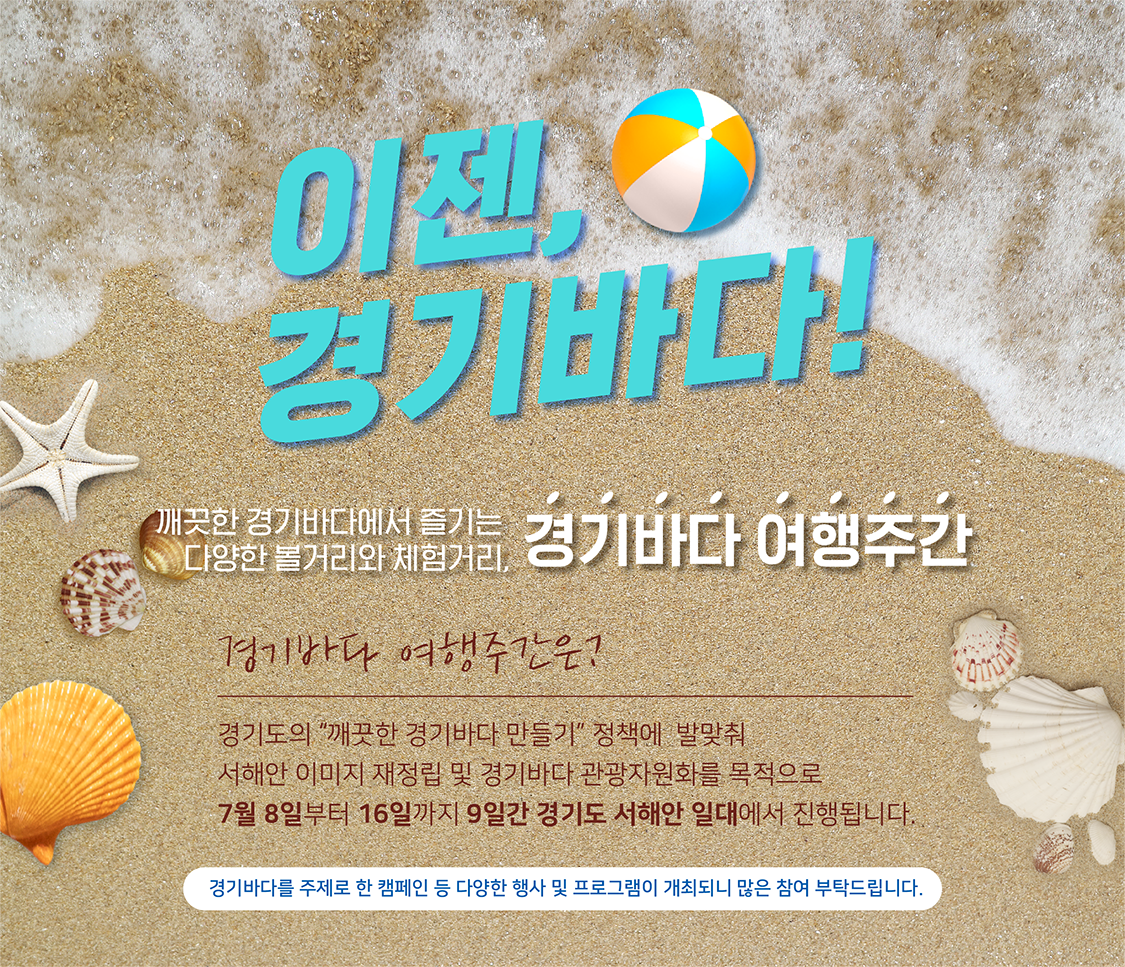 이젠,
경기바다!
깨끗한 경기바다에서 즐기는
다양한 볼거리와 체험거리,
경기바다 여행주간
경기바다 여행주간은?
경기도의 “깨끗한 경기바다 만들기” 정책에 발맞춰
서해안 이미지 재정립 및 경기바다 관광자원화를 목적으로
7월 8일부터 16일까지 9일간 경기도 서해안 일대에서 진행됩니다.
경기바다를 주제로 한 캠페인 등 다양한 행사 및 프로그램이 개최되니 많은 참여 부탁드립니다.